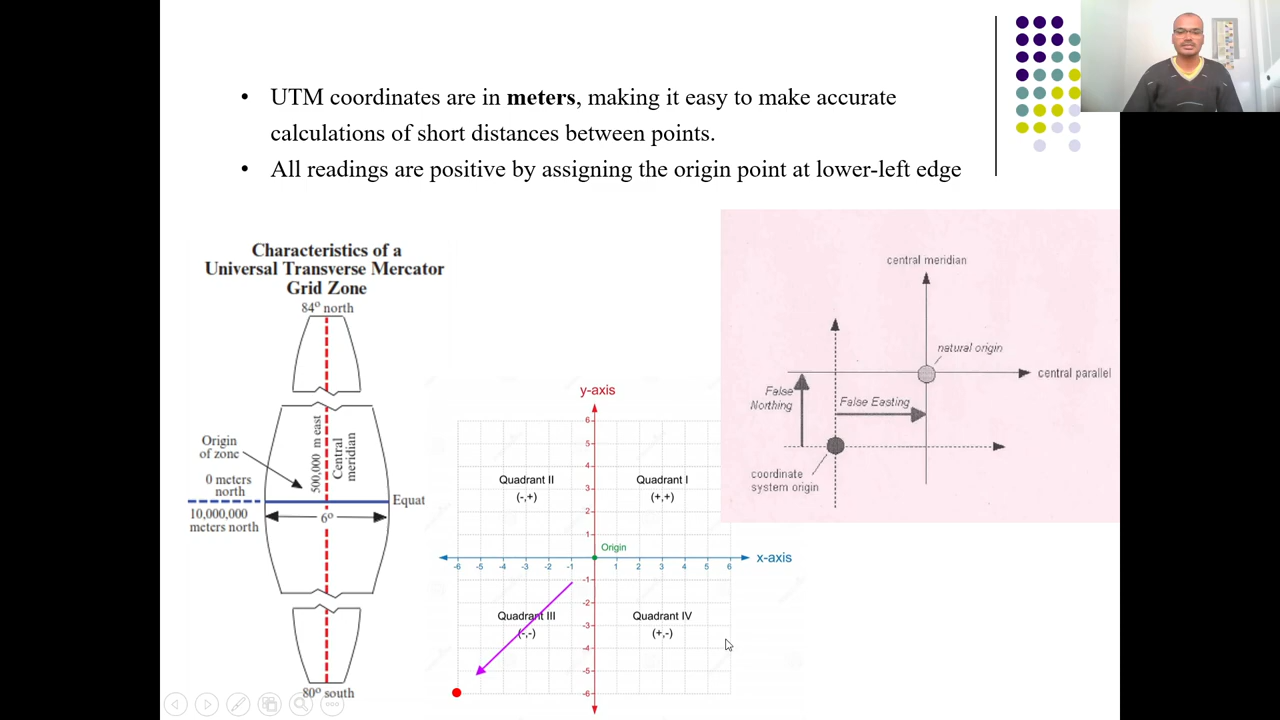 • UTM coordinates are in meters, making it easy to make accurate
calculations of short distances between points.
• All readings are positive by assigning the origin point at lower-left edge
Characteristics of a
Universal Transverse Mercator
Grid Zone
84º north
Origin
of zone
500,000 m east
Central
meridian
0 meters
north
10,000,000
meters north
Equat
6º
80º south
y-axis
6
5
4
3
2
1
Quadrant II
(-,+)
Quadrant I
(+,+)
Origin
x-axis
-6 -5 -4 -3 -2 -1 1 2 3 4 5 6
-1
-2
-3
-4
-5
-6
Quadrant III
(-,-)
Quadrant IV
(+,-)
central meridian
natural origin
central parallel
False
Northing
False Easting
coordinate
system origin